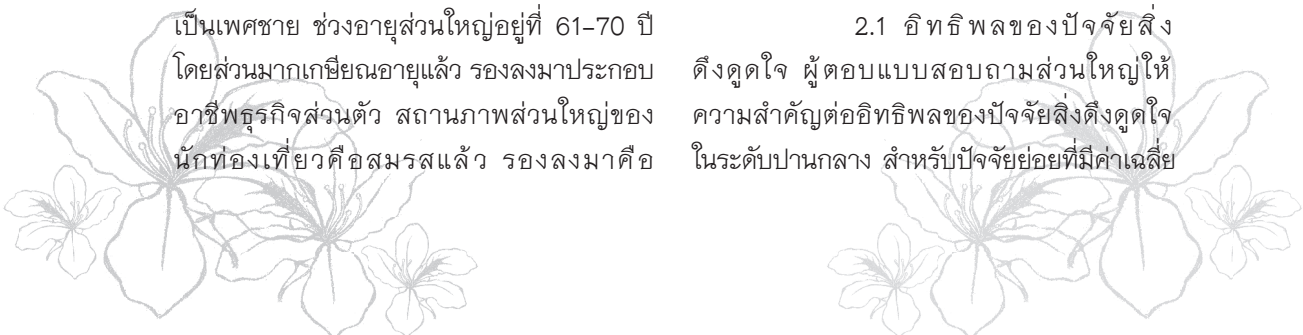 เป็นเพศชาย ช่วงอายุส่วนใหญ่อยู่ที่ 61–70 ปี
โดยส่วนมากเกษียณอายุแล้ว รองลงมาประกอบ
อาชีพธุรกิจส่วนตัว สถานภาพส่วนใหญ่ของ
นักท่องเที่ยวคือสมรสแล้ว รองลงมาคือ
2.1 อิทธิพลของปัจจัยสิ่ง
ดึงดูดใจ ผู้ตอบแบบสอบถามส่วนใหญ่ให้
ความสำคัญต่ออิทธิพลของปัจจัยสิ่งดึงดูดใจ
ในระดับปานกลาง สำหรับปัจจัยย่อยที่มีค่าเฉลี่ย